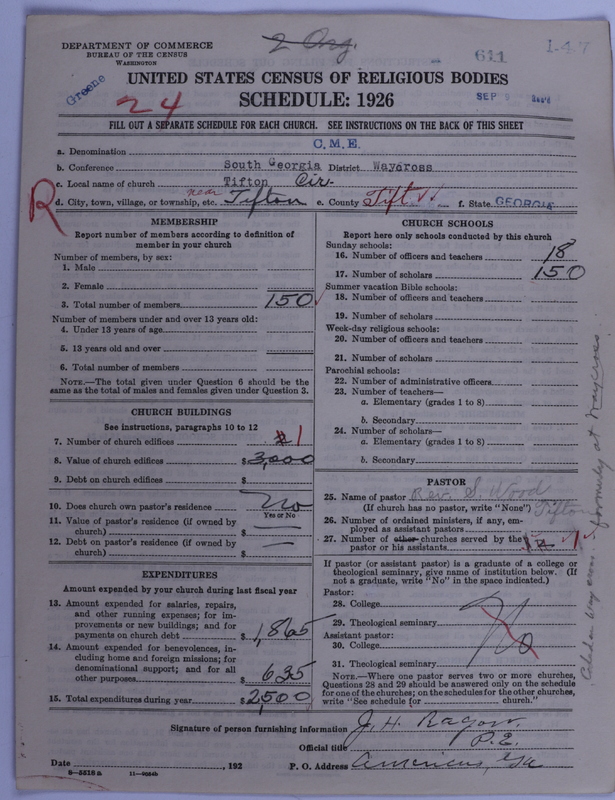 2 Org.
I-47
611
DEPARTMENT OF COMMERCE
BUREAU OF THE CENSUS
WASHINGTON
Greene
24
UNITED STATES CENSUS OF RELIGIOUS BODIES
SCHEDULE: 1926
SEP Rec'd
FILL OUT A SEPARATE SCHEDULE FOR EACH CHURCH. SEE INSTRUCTIONS ON THE BACK OF THIS SHEET
a. Denomination C.M.E.
b. Conference South Georgia District Waycross
c. Local name of church Tifton Cir.
R
d. City, town, village, or township, etc. near Tifton e. County Tift f. State GEORGIA
MEMBERSHIP
Report number of members according to definition of member in your church
Number of members, by sex:
1. Male
2. Female
3. Total number of members 150
Number of members under and over 13 years old:
4. Under 13 years of age
5. 13 years old and over
6. Total number of members
NOTE.—The total given under Question 6 should be the
same as the total of males and females given under Question 3.
CHURCH BUILDINGS
See instructions, paragraphs 10 to 12
7. Number of church edifices 1
8. Value of church edifices $3,000
9. Debt on church edifices $
10. Does church own pastor's residence No
Yes or No
11. Value of pastor's residence (if owned by
church) $
12. Debt on pastor's residence (if owned by
church) $
EXPENDITURES
Amount expended by your church during last fiscal year
13. Amount expended for salaries, repairs,
and other running expenses; for im-
provements or new buildings; and for
payments on church debt $1,865
14. Amount expended for benevolences, in-
cluding home and foreign missions; for
denominational support; and for all
other purposes $635
15. Total expenditures during year $2,500
CHURCH SCHOOLS
Report here only schools conducted by this church
Sunday schools:
16. Number of officers and teachers 18
17. Number of scholars 150
Summer vacation Bible schools:
18. Number of officers and teachers
19. Number of scholars
Week-day religious schools:
20. Number of officers and teachers
21. Number of scholars
Parochial schools:
22. Number of administrative officers
23. Number of teachers—
a. Elementary (grades 1 to 8)
b. Secondary
24. Number of scholars—
a. Elementary (grades 1 to 8)
b. Secondary
PASTOR
25. Name of pastor Rev. S. Wood
(If church has no pastor, write "None") Tifton
26. Number of ordained ministers, if any, em-
ployed as assistant pastors
27. Number of other churches served by the
pastor or his assistants 1
If pastor (or assistant pastor) is a graduate of a college or
theological seminary, give name of institution below. (If
not a graduate, write "No" in the space indicated.)
Pastor:
28. College
29. Theological seminary No
Assistant pastor:
30. College
31. Theological seminary
NOTE.—Where one pastor serves two or more churches,
Questions 28 and 29 should be answered only on the schedule
for one of the churches; on the schedules for the other churches,
write "See schedule for church."
formerly at Waycross
Signature of person furnishing information J. H. Ragow
Official title P.E.
Date , 192 P. O. Address Americus, Ga
8-5518a 11-9264b